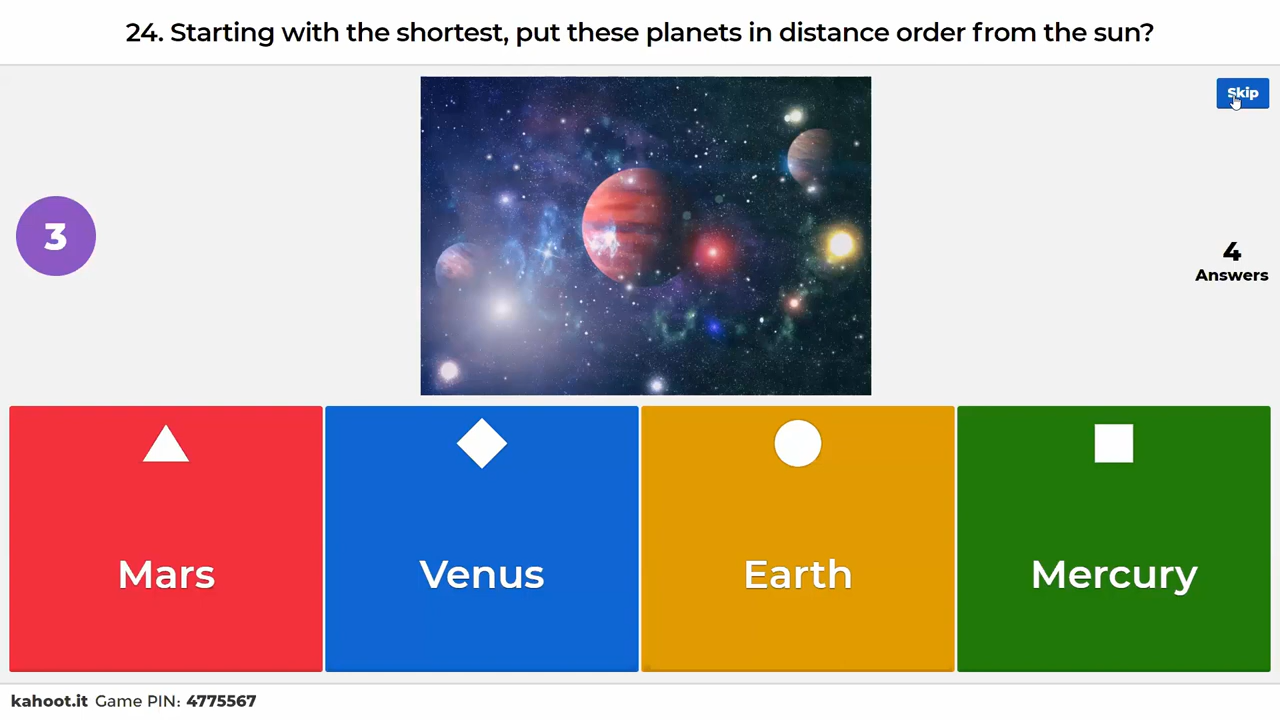 24. Starting with the shortest, put these planets in distance order from the sun?
Skip
3
4
Answers
Mars
Venus
Earth
Mercury
kahoot.it Game PIN: 4775567